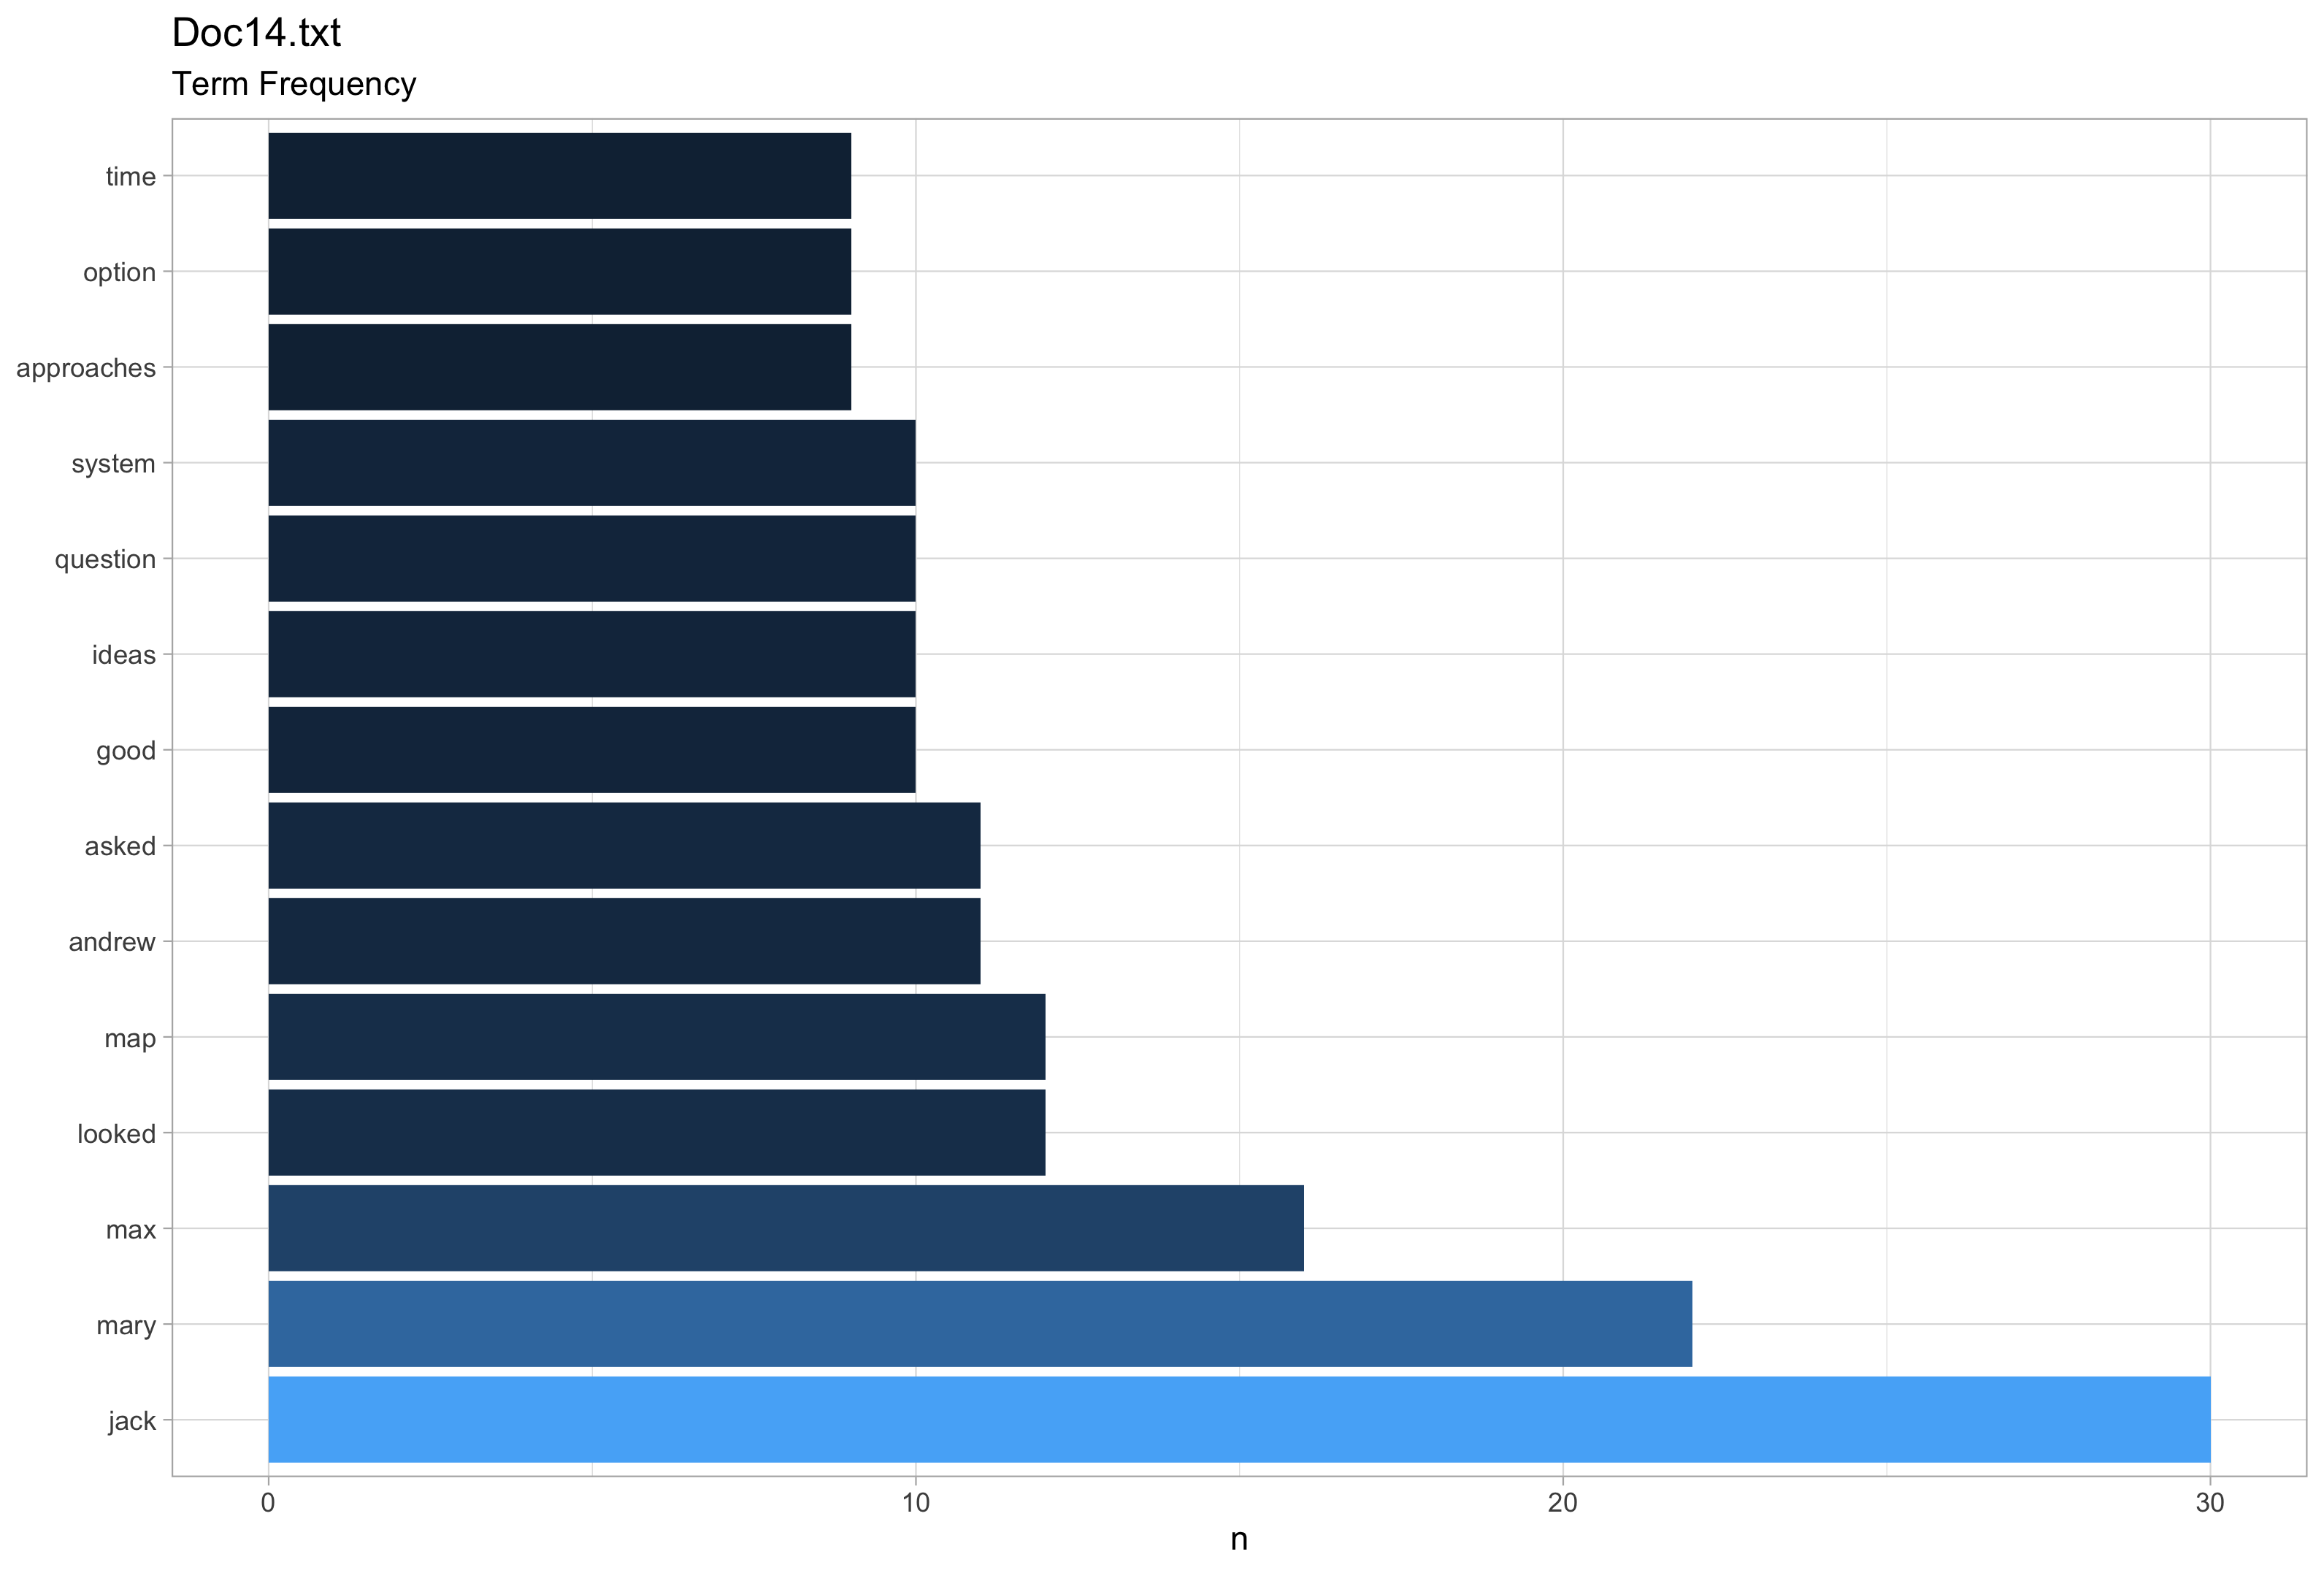 Doc14.txt
Term Frequency
time
option
approaches
system
question
ideas
good
asked
andrew
map
looked
max
mary
jack
0 10 20 30
n